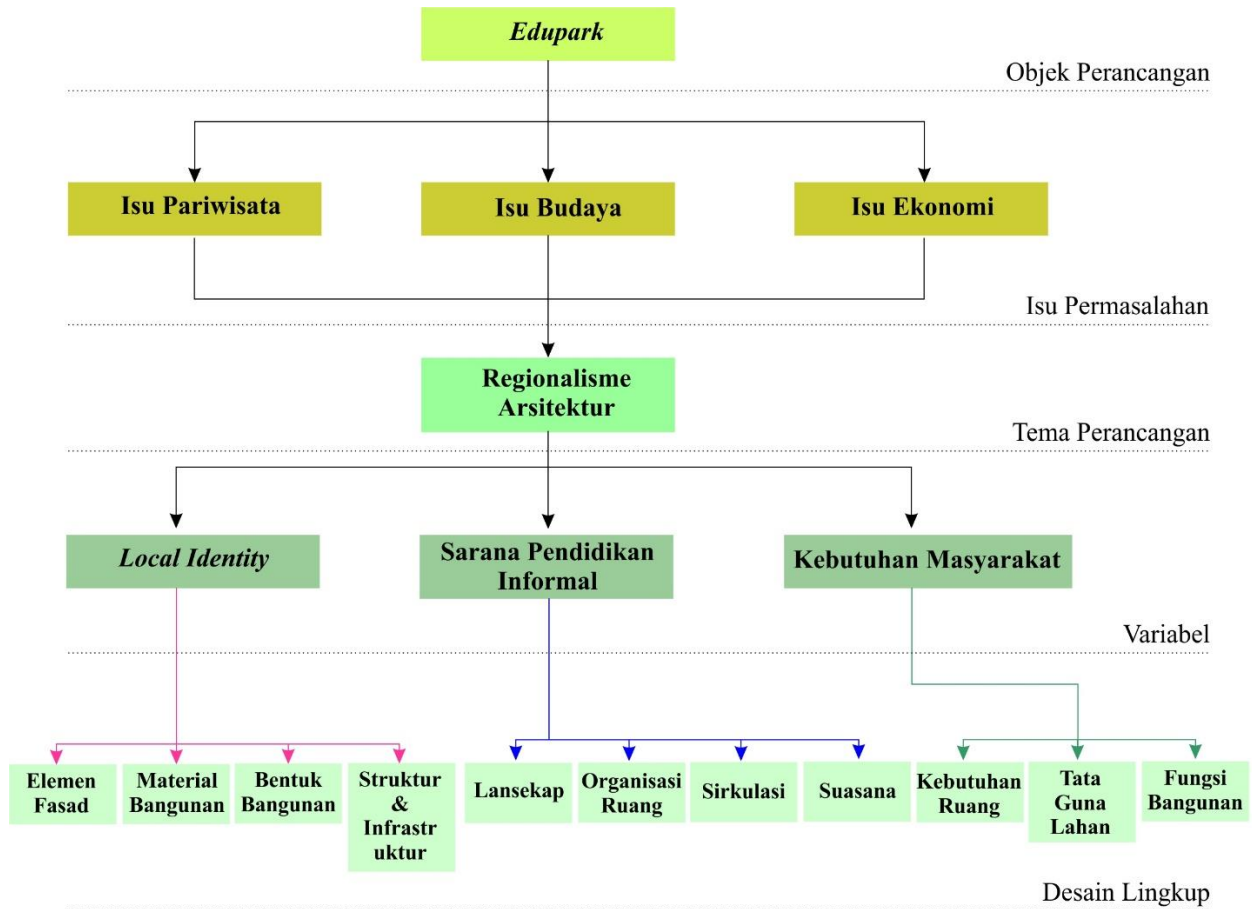 Edupark
Objek Perancangan
Isu Pariwisata
Isu Budaya
Isu Ekonomi
Isu Permasalahan
Regionalisme
Arsitektur
Tema Perancangan
Local Identity
Sarana Pendidikan
Informal
Kebutuhan Masyarakat
Variabel
Elemen
Fasad
Material
Bangunan
Bentuk
Bangunan
Struktur
&
Infrastr
uktur
Lansekap
Organisasi
Ruang
Sirkulasi
Suasana
Kebutuhan
Ruang
Tata
Guna
Lahan
Fungsi
Bangunan
Desain Lingkup